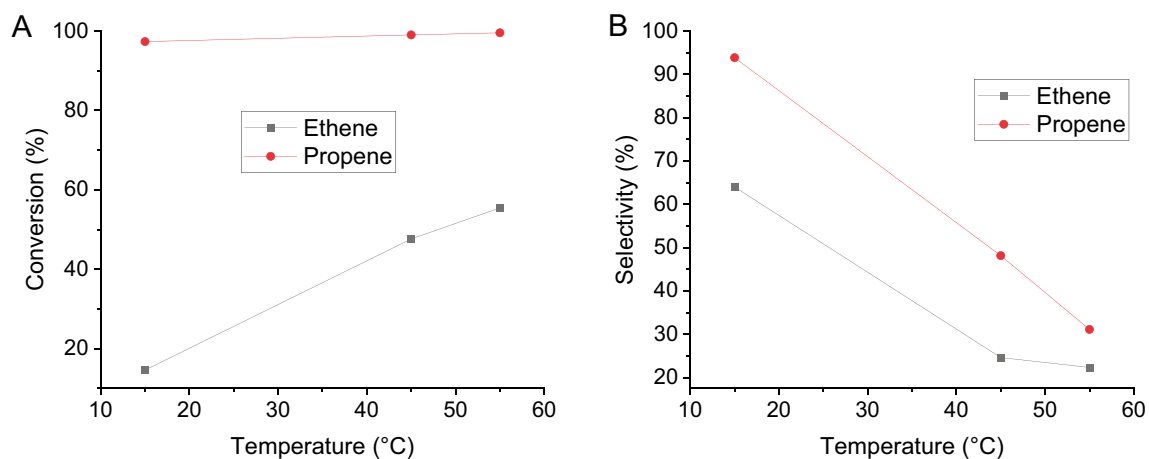 A
100
80
60
40
20
Conversion (%)
Ethene
Propene
10 20 30 40 50 60
Temperature (°C)
B
100
90
80
70
60
50
40
30
20
Selectivity (%)
Ethene
Propene
10 20 30 40 50 60
Temperature (°C)